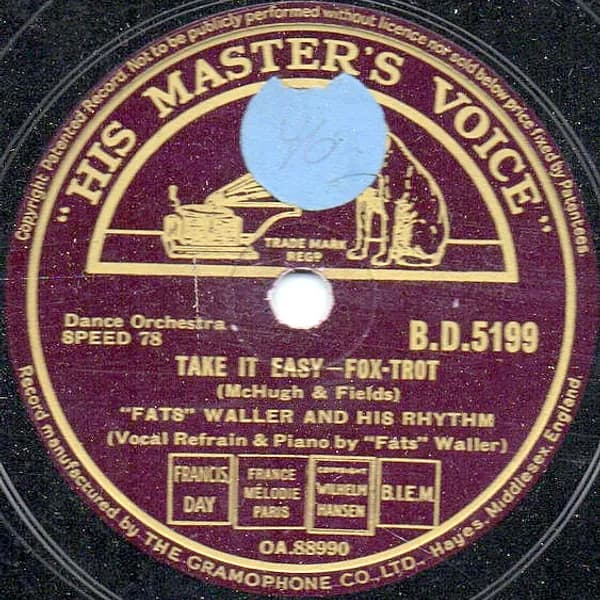 Copyright. Patented Record. Not to be publicly performed without licence nor sold below price fixed by Patentees.
"HIS MASTER'S VOICE"
TRADE MARK
REGD
Dance Orchestra
SPEED 78
B.D.5199
TAKE IT EASY-FOX-TROT
(McHugh & Fields)
"FATS" WALLER AND HIS RHYTHM
(Vocal Refrain & Piano by "Fats" Waller)
FRANCIS, DAY
FRANCE MÉLODIE PARIS
COPYRIGHT WILHELM HANSEN
B.I.E.M.
OA.88990
Record manufactured by THE GRAMOPHONE CO., LTD., Hayes, Middlesex, England.